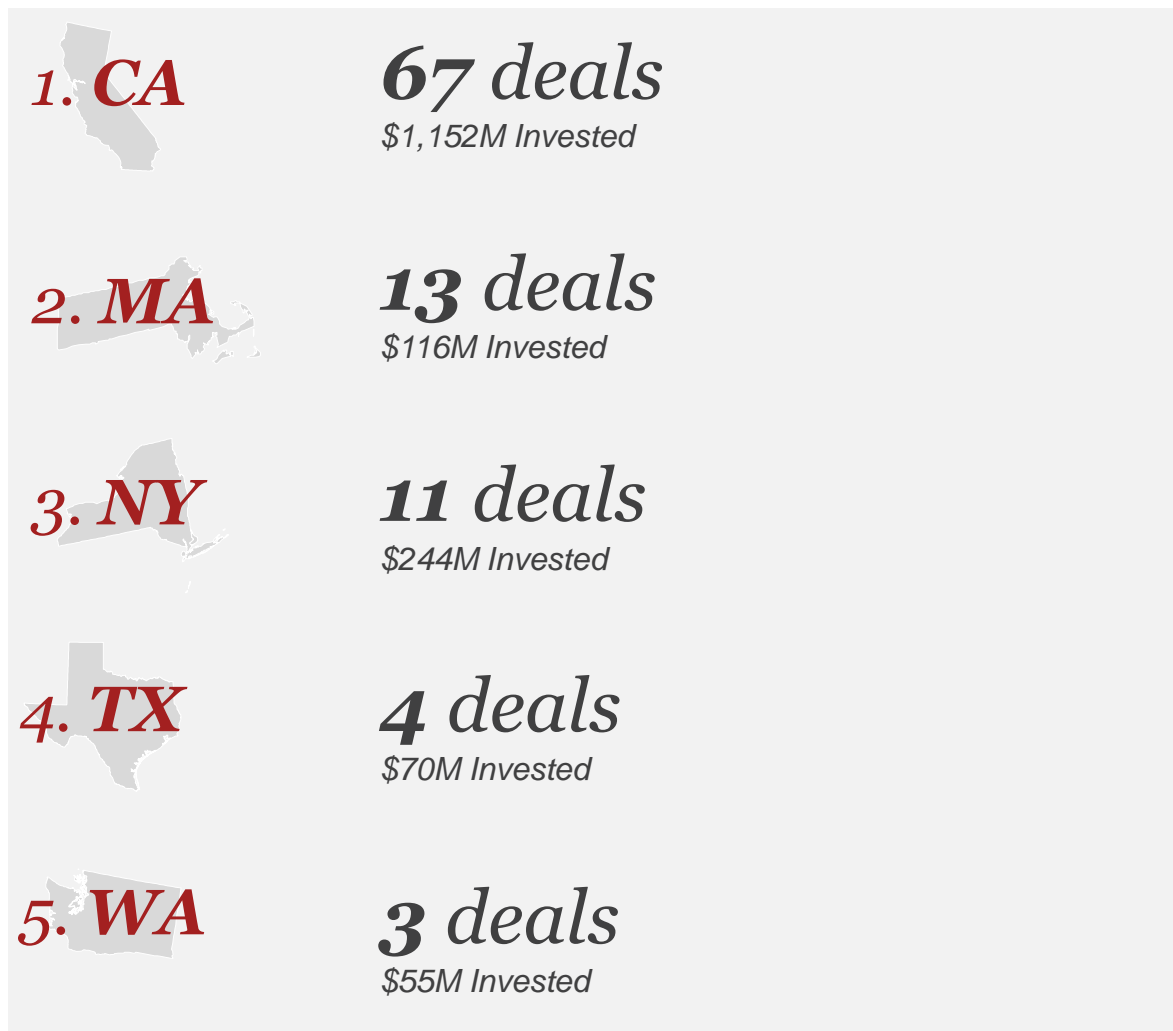 1. CA
67 deals
$1,152M Invested
2. MA
13 deals
$116M Invested
3. NY
11 deals
$244M Invested
4. TX
4 deals
$70M Invested
5. WA
3 deals
$55M Invested